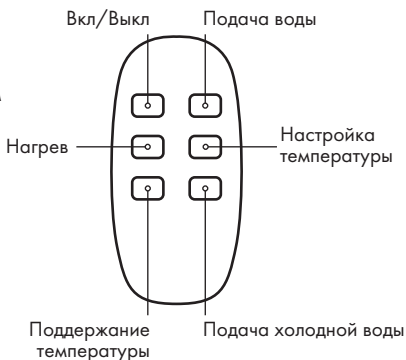 Вкл/Выкл
Подача воды
Нагрев
Настройка
температуры
Поддержание
температуры
Подача холодной воды